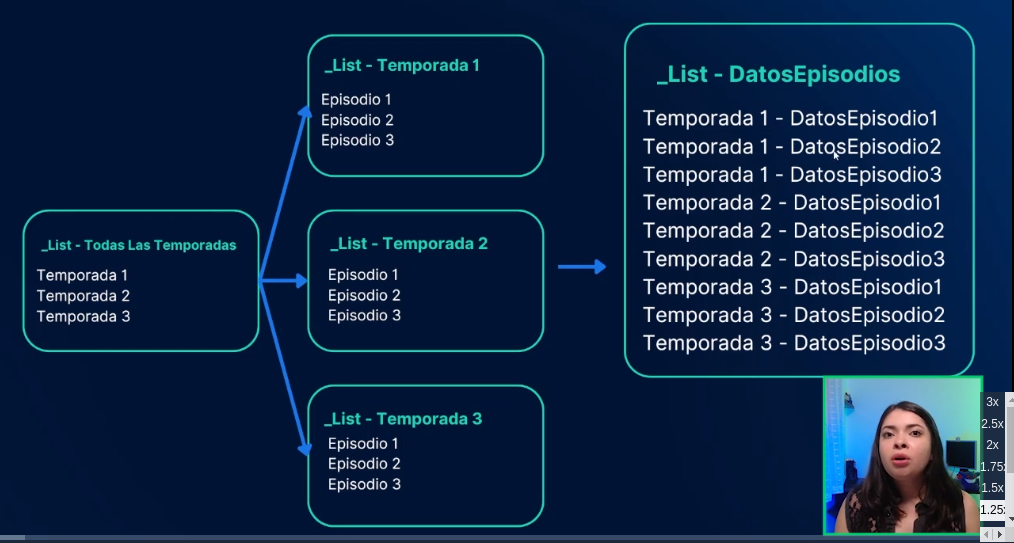 _List - Todas Las Temporadas
Temporada 1
Temporada 2
Temporada 3
_List - Temporada 1
Episodio 1
Episodio 2
Episodio 3
_List - Temporada 2
Episodio 1
Episodio 2
Episodio 3
_List - Temporada 3
Episodio 1
Episodio 2
Episodio 3
_List - DatosEpisodios
Temporada 1 - DatosEpisodio1
Temporada 1 - DatosEpisodio2
Temporada 1 - DatosEpisodio3
Temporada 2 - DatosEpisodio1
Temporada 2 - DatosEpisodio2
Temporada 2 - DatosEpisodio3
Temporada 3 - DatosEpisodio1
Temporada 3 - DatosEpisodio2
Temporada 3 - DatosEpisodio3
3x
2.5x
2x
1.75x
1.5x
1.25x